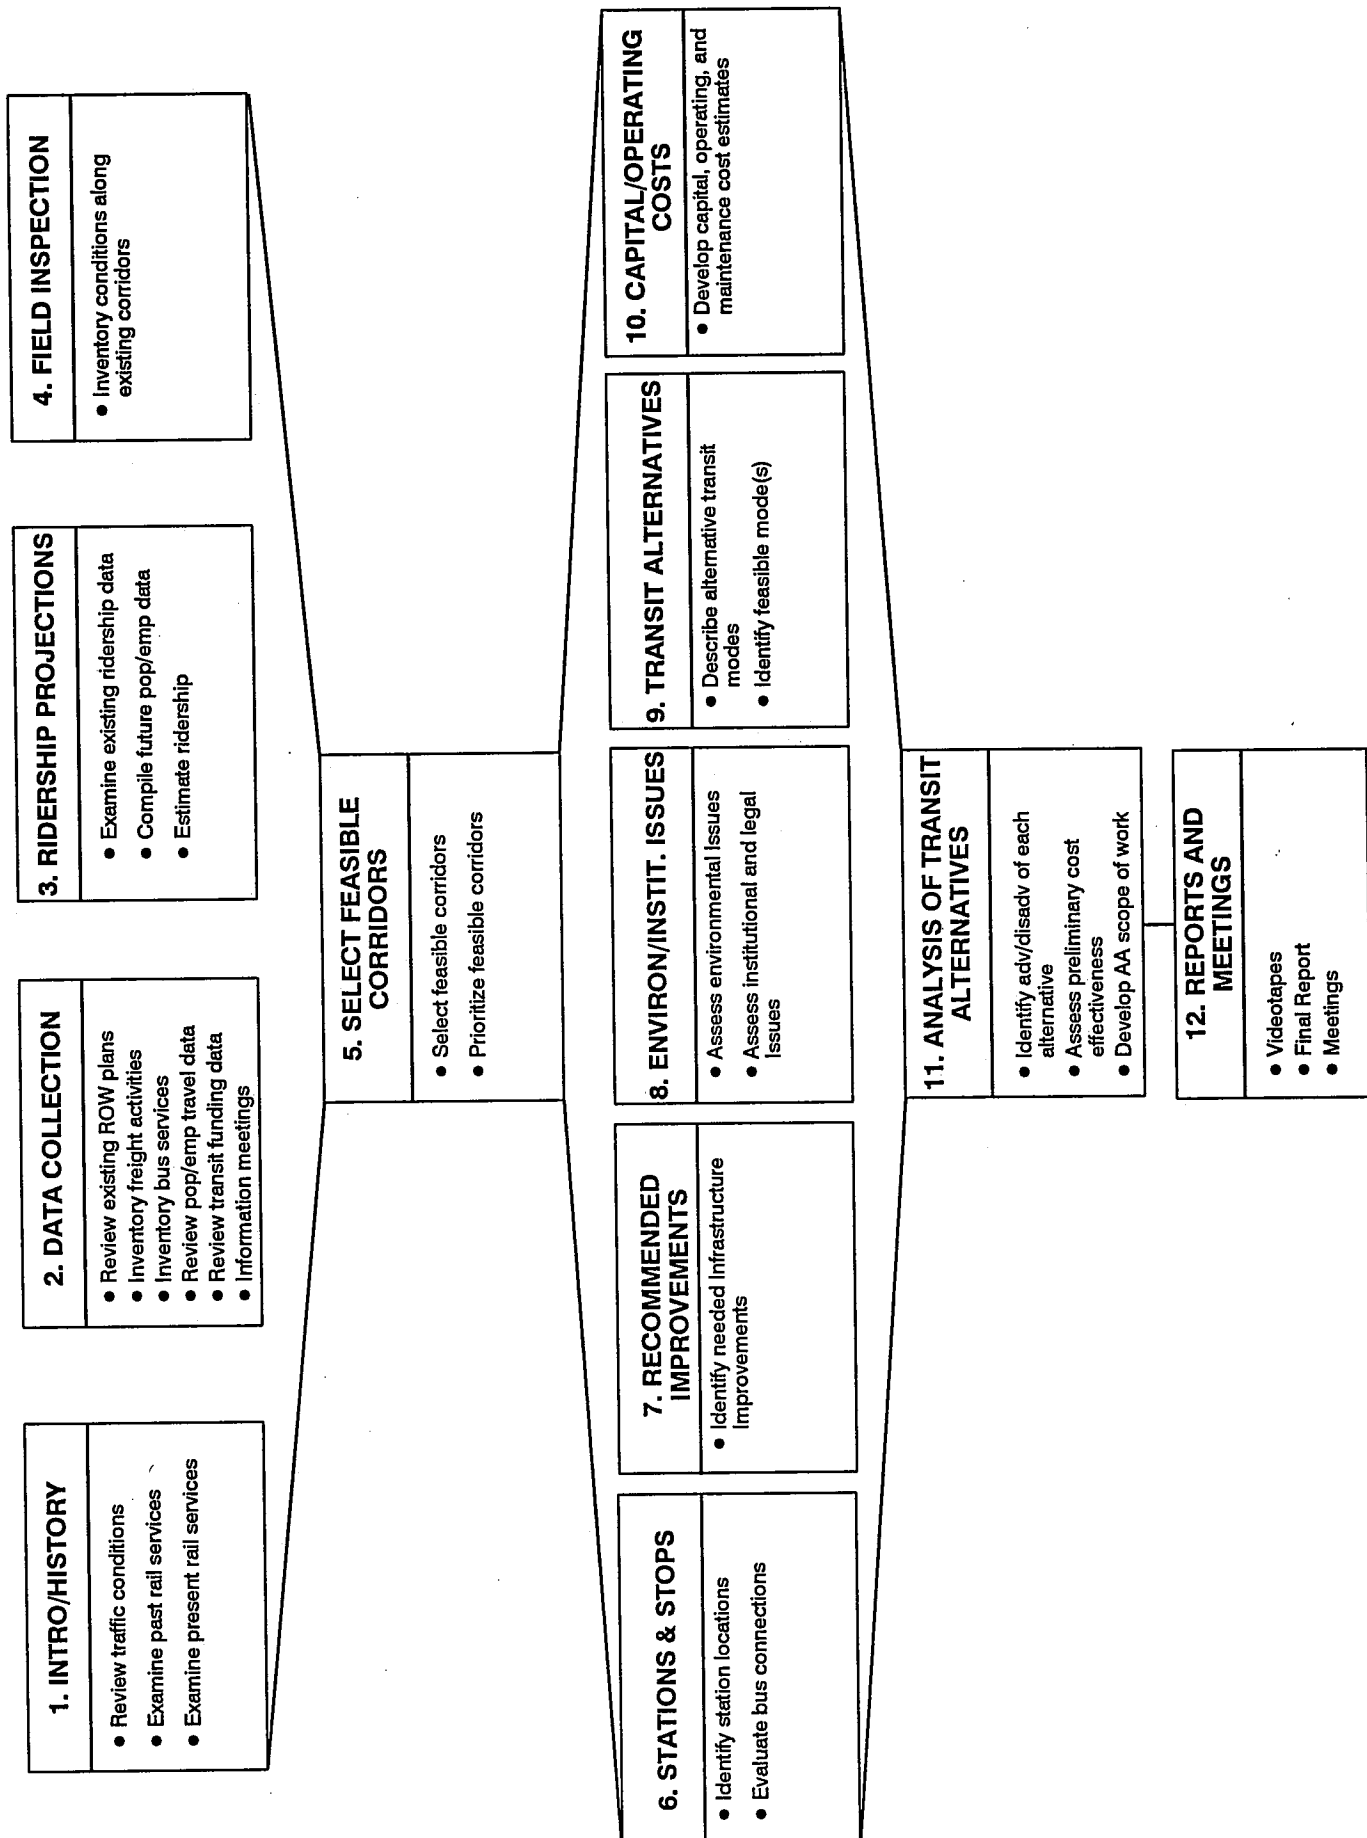 1. INTRO/HISTORY
● Review traffic conditions
● Examine past rail services
● Examine present rail services
2. DATA COLLECTION
● Review existing ROW plans
● Inventory freight activities
● Inventory bus services
● Review pop/emp travel data
● Review transit funding data
● Information meetings
3. RIDERSHIP PROJECTIONS
● Examine existing ridership data
● Compile future pop/emp data
● Estimate ridership
4. FIELD INSPECTION
● Inventory conditions along
existing corridors
5. SELECT FEASIBLE
CORRIDORS
● Select feasible corridors
● Prioritize feasible corridors
6. STATIONS & STOPS
● Identify station locations
● Evaluate bus connections
7. RECOMMENDED
IMPROVEMENTS
● Identify needed Infrastructure
Improvements
8. ENVIRON/INSTIT. ISSUES
● Assess environmental Issues
● Assess institutional and legal
Issues
9. TRANSIT ALTERNATIVES
● Describe alternative transit
modes
● Identify feasible mode(s)
10. CAPITAL/OPERATING
COSTS
● Develop capital, operating, and
maintenance cost estimates
11. ANALYSIS OF TRANSIT
ALTERNATIVES
● Identify adv/disadv of each
alternative
● Assess preliminary cost
effectiveness
● Develop AA scope of work
12. REPORTS AND
MEETINGS
● Videotapes
● Final Report
● Meetings